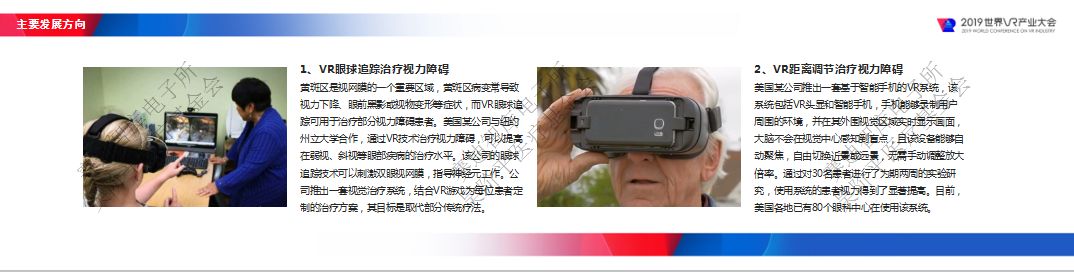 主要发展方向
2019世界VR产业大会
2019 WORLD CONFERENCE ON VR INDUSTRY
1、VR眼球追踪治疗视力障碍
黄斑区是视网膜的一个重要区域，黄斑区病变常导致
视力下降、眼前黑影或视物变形等症状，而VR眼球追
踪可用于治疗部分视力障碍患者。美国某公司与纽约
州立大学合作，通过VR技术治疗视力障碍，可以提高
在弱视、斜视等眼部疾病的治疗水平。该公司的眼球
追踪技术可以刺激双眼视网膜，指导神经元工作。公
司推出一套视觉治疗系统，结合VR游戏为每位患者定
制的治疗方案，其目标是取代部分传统疗法。
2、VR距离调节治疗视力障碍
美国某公司推出一套基于智能手机的VR系统，该
系统包括VR头显和智能手机，手机能够录制用户
周围的环境，并在其外围视觉区域实时显示画面，
大脑不会在视觉中心感知到盲点，且该设备能够自
动聚焦，自由切换近景或远景，无需手动调整放大
倍率。通过对30名患者进行了为期两周的实验研
究，使用系统的患者视力得到了显著提高。目前，
美国各地已有80个眼科中心在使用该系统。